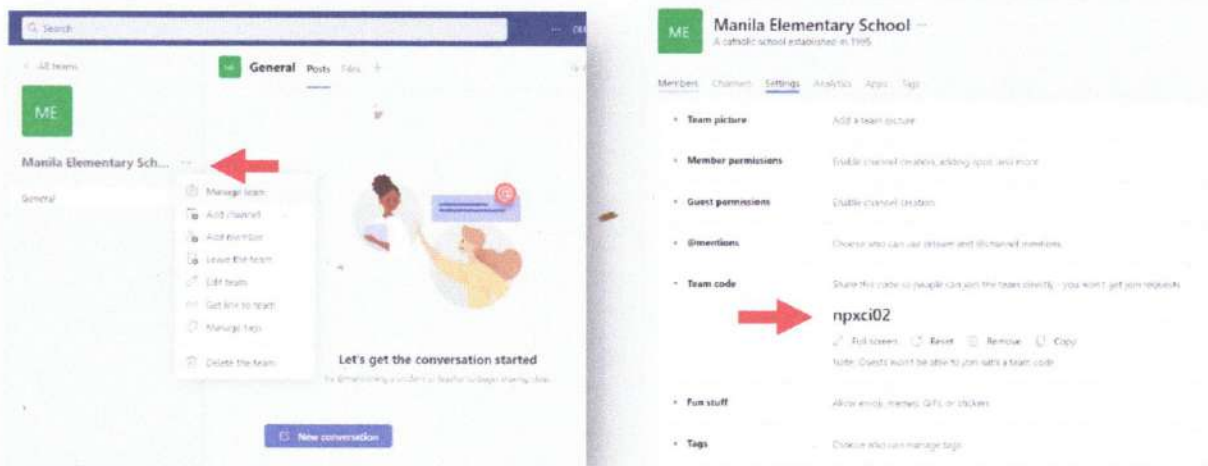 Search
All teams
ME
General Posts Files +
ME
Manila Elementary Sch... ...
General
Manage team
Add channel
Add member
Leave the team
Edit team
Get link to team
Manage tags
Delete the team
Let's get the conversation started
New conversation
ME
Manila Elementary School ...
A catholic school established in 1995
Members Channels Settings Analytics Apps Tags
Team picture Add a team picture
Member permissions Enable channel creation, adding apps, and more
Guest permissions Enable channel creation
@mentions Choose who can use @team and @channel mentions
Team code Share this code so people can join the team directly - you won't get join requests
npxci02
Full screen Reset Remove Copy
Note: Guests won't be able to join with a team code
Fun stuff Allow emoji, memes, GIFs, or stickers
Tags Choose who can manage tags